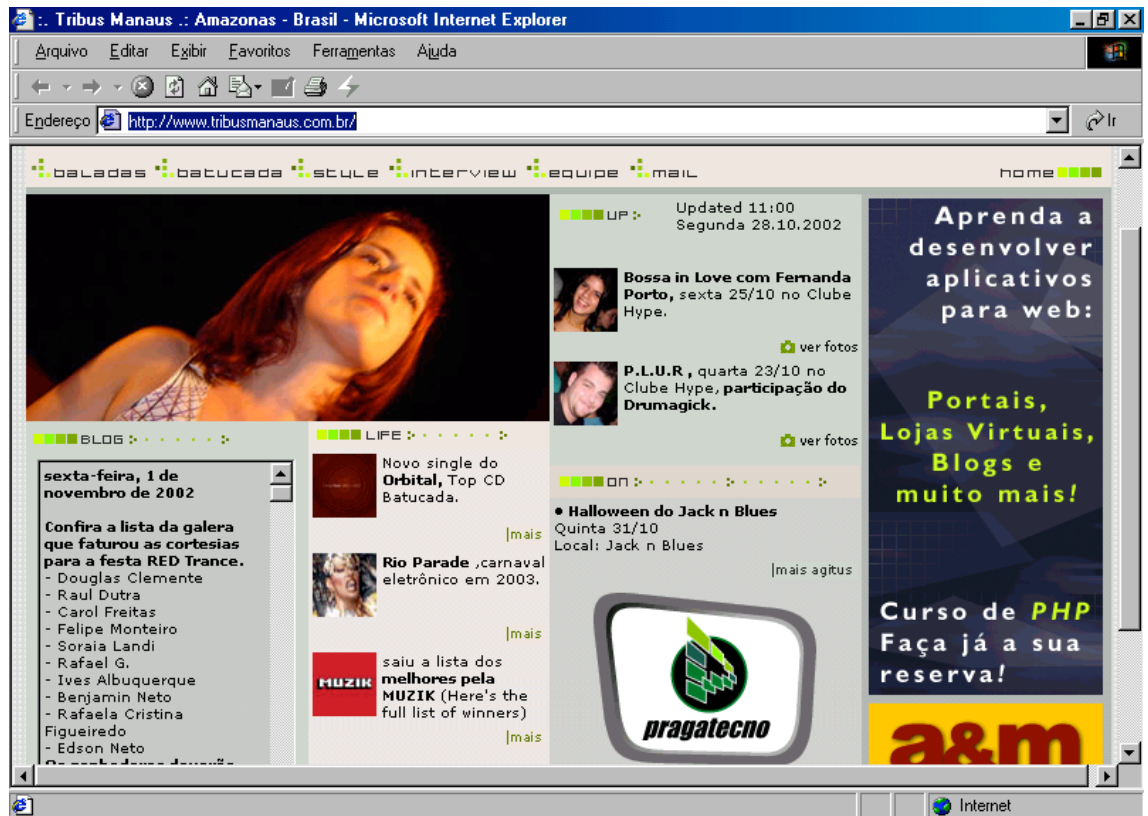 :. Tribus Manaus .: Amazonas - Brasil - Microsoft Internet Explorer
Arquivo Editar Exibir Favoritos Ferramentas Ajuda
Endereço http://www.tribusmanaus.com.br/ Ir
baladas batucada style interview equipe mail home
UP
Updated 11:00
Segunda 28.10.2002
Bossa in Love com Fernanda
Porto, sexta 25/10 no Clube
Hype.
ver fotos
P.L.U.R , quarta 23/10 no
Clube Hype, participação do
Drumagick.
ver fotos
BLOG
sexta-feira, 1 de
novembro de 2002
Confira a lista da galera
que faturou as cortesias
para a festa RED Trance.
- Douglas Clemente
- Raul Dutra
- Carol Freitas
- Felipe Monteiro
- Soraia Landi
- Rafael G.
- Ives Albuquerque
- Benjamin Neto
- Rafaela Cristina
Figueiredo
- Edson Neto
LIFE
Novo single do
Orbital, Top CD
Batucada.
|mais
Rio Parade ,carnaval
eletrônico em 2003.
|mais
MUZIK
saiu a lista dos
melhores pela
MUZIK (Here's the
full list of winners)
|mais
on
• Halloween do Jack n Blues
Quinta 31/10
Local: Jack n Blues
|mais agitus
pragatecno
Aprenda a
desenvolver
aplicativos
para web:
Portais,
Lojas Virtuais,
Blogs e
muito mais!
Curso de PHP
Faça já a sua
reserva!
a&m
Internet